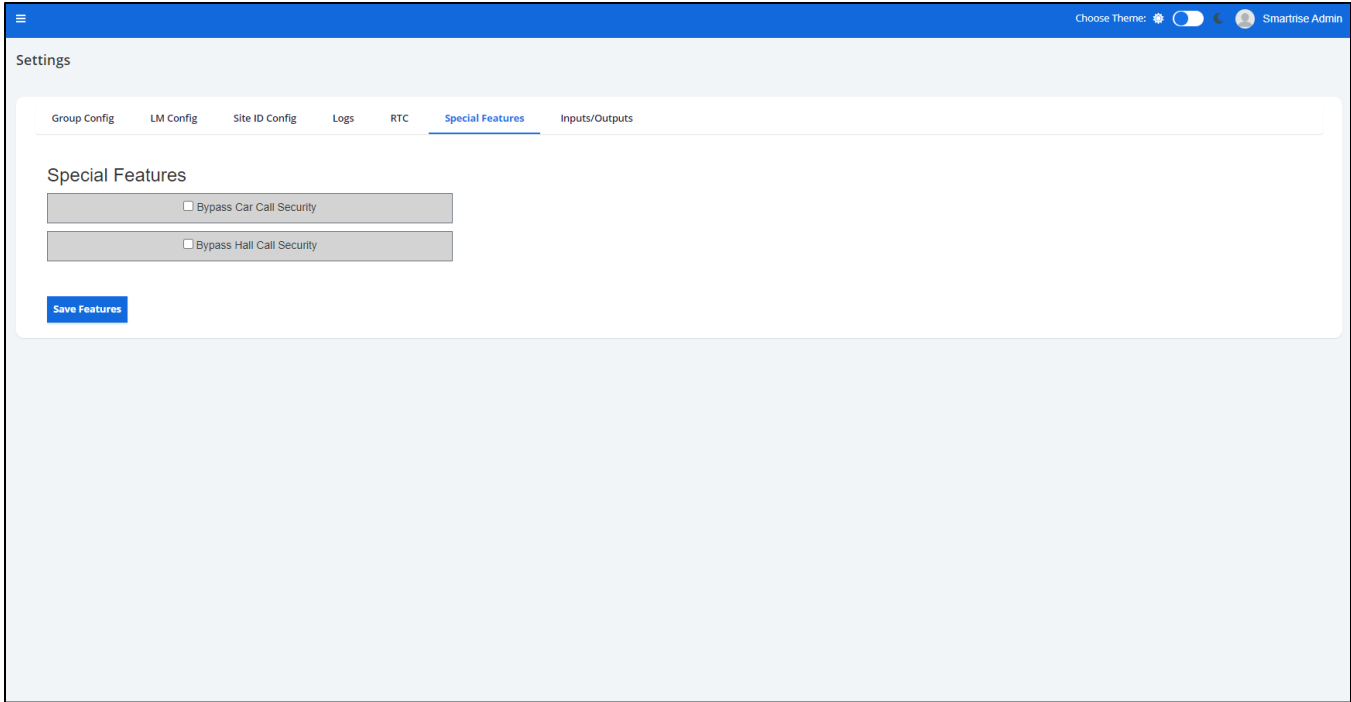 Choose Theme: Smartrise Admin
Settings
Group Config LM Config Site ID Config Logs RTC Special Features Inputs/Outputs
Special Features
Bypass Car Call Security
Bypass Hall Call Security
Save Features